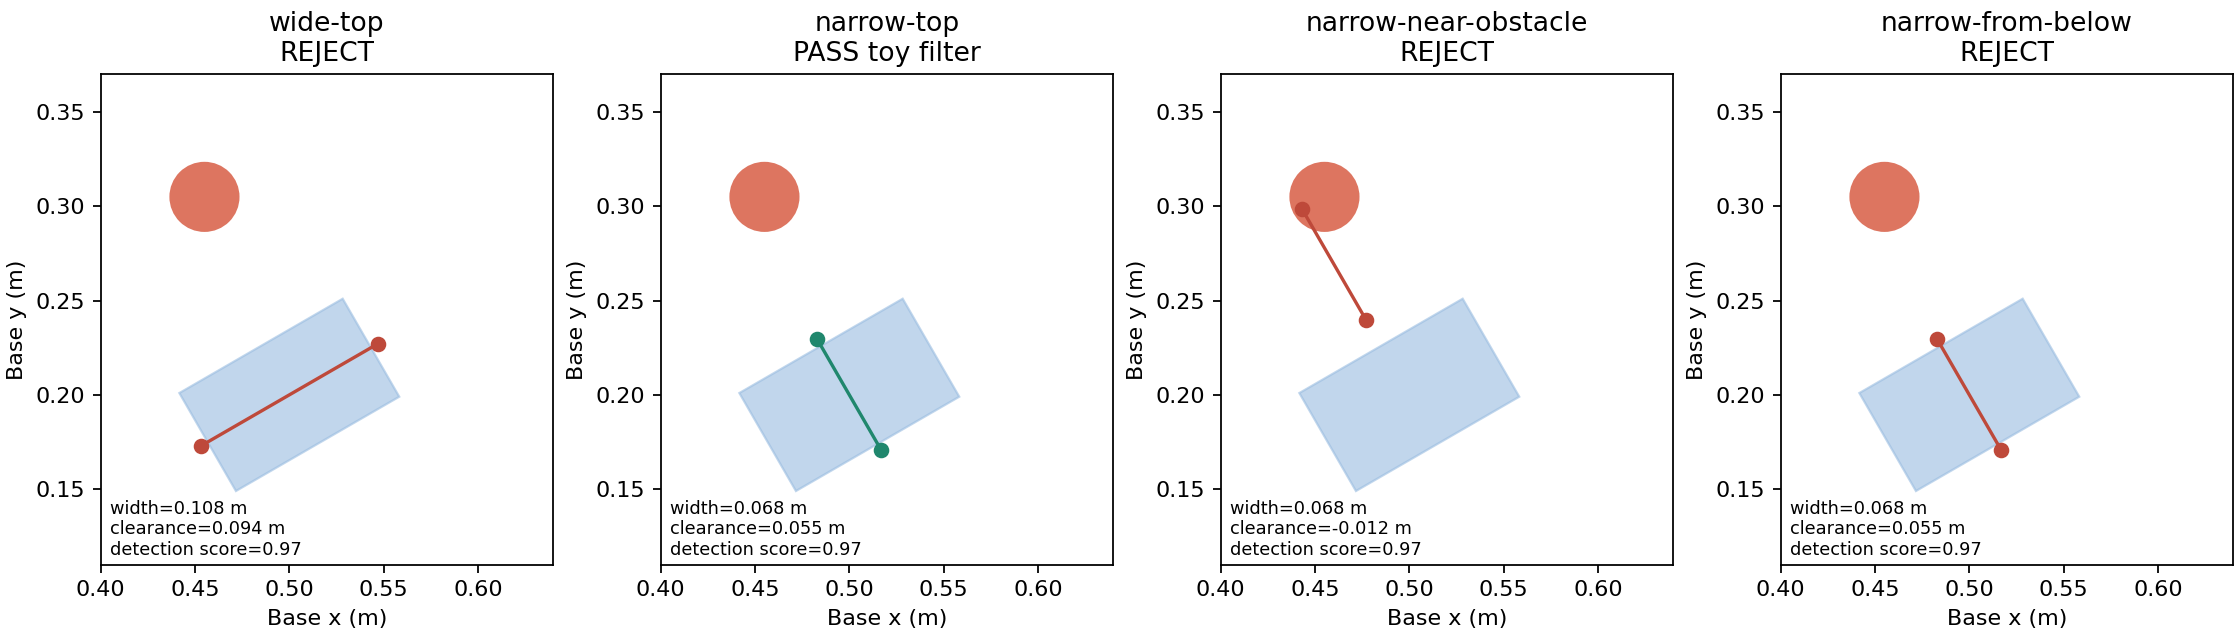 wide-top
REJECT
Base y (m)
0.35
0.30
0.25
0.20
0.15
width=0.108 m
clearance=0.094 m
detection score=0.97
0.40 0.45 0.50 0.55 0.60
Base x (m)
narrow-top
PASS toy filter
Base y (m)
0.35
0.30
0.25
0.20
0.15
width=0.068 m
clearance=0.055 m
detection score=0.97
0.40 0.45 0.50 0.55 0.60
Base x (m)
narrow-near-obstacle
REJECT
Base y (m)
0.35
0.30
0.25
0.20
0.15
width=0.068 m
clearance=-0.012 m
detection score=0.97
0.40 0.45 0.50 0.55 0.60
Base x (m)
narrow-from-below
REJECT
Base y (m)
0.35
0.30
0.25
0.20
0.15
width=0.068 m
clearance=0.055 m
detection score=0.97
0.40 0.45 0.50 0.55 0.60
Base x (m)